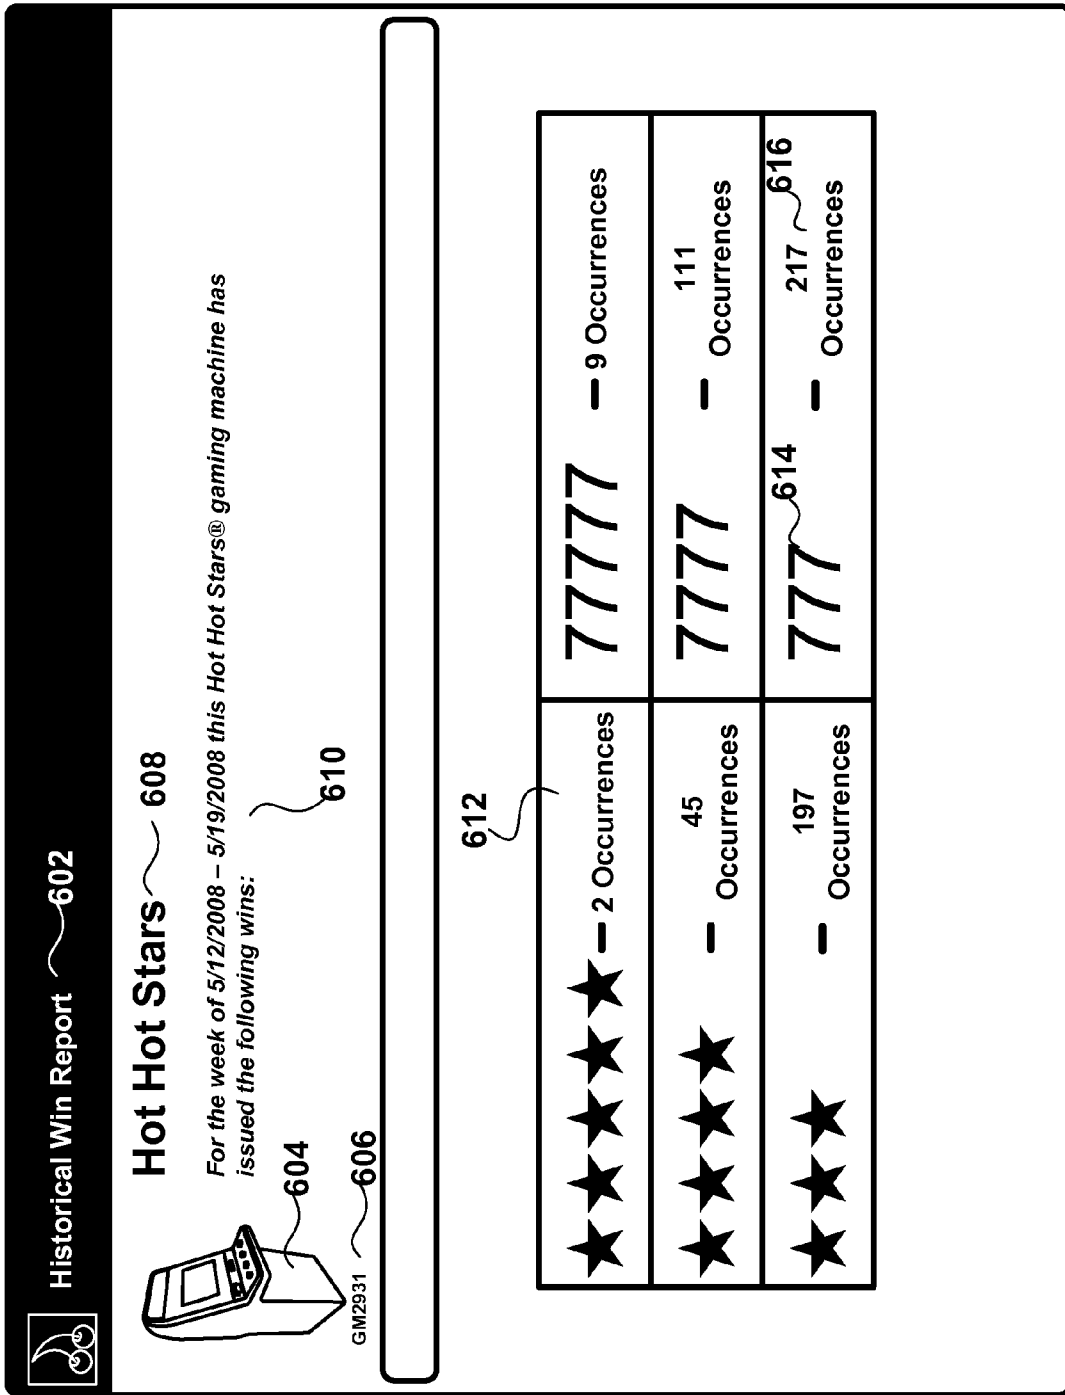 Historical Win Report 602
Hot Hot Stars 608
For the week of 5/12/2008 – 5/19/2008 this Hot Hot Stars® gaming machine has
issued the following wins:
604
610
GM2931 606
612
2 Occurrences
77777 – 9 Occurrences
45
– Occurrences
7777 –
111
Occurrences
197
– Occurrences
777 614
– 217 616
Occurrences